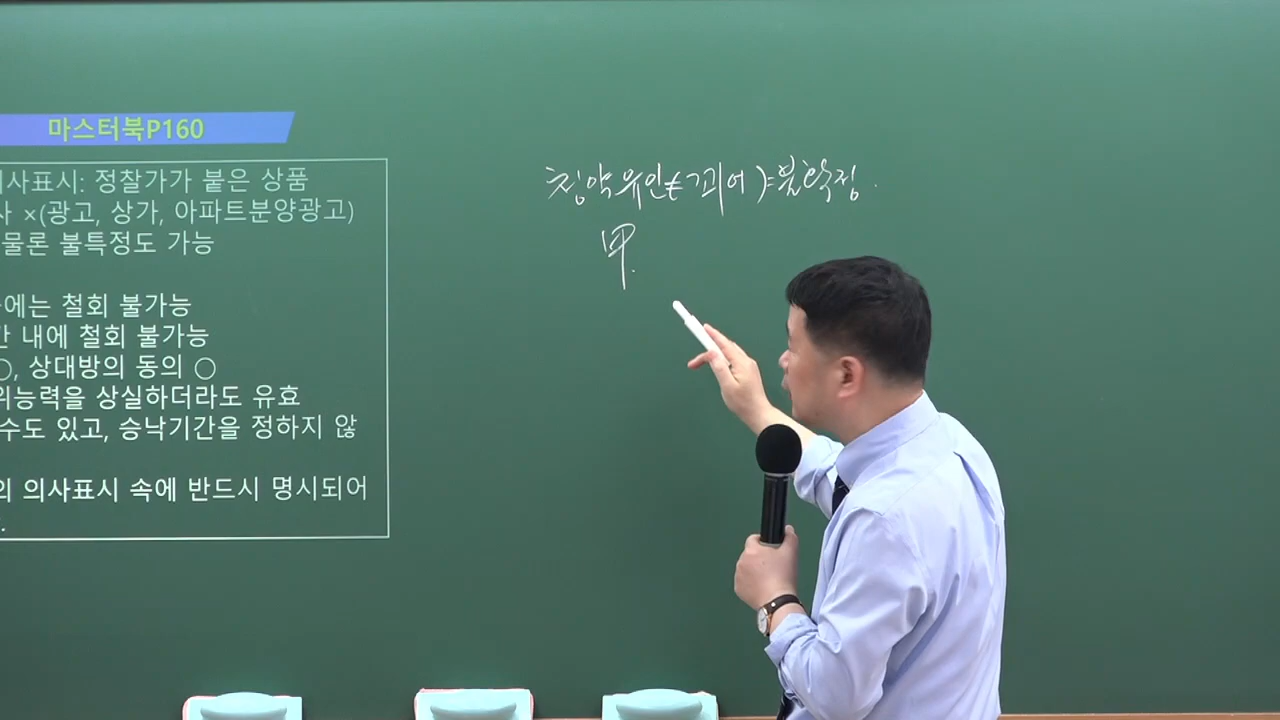 마스터북P160
의사표시: 정찰가가 붙은 상품
사 ×(광고, 상가, 아파트분양광고)
물론 불특정도 가능
에는 철회 불가능
간 내에 철회 불가능
○, 상대방의 동의 ○
위능력을 상실하더라도 유효
수도 있고, 승낙기간을 정하지 않
의 의사표시 속에 반드시 명시되어
청약유인(꾀어):불확정.
甲.